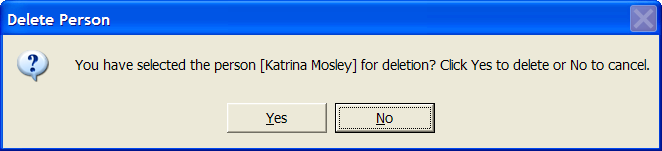 Delete Person
You have selected the person [Katrina Mosley] for deletion? Click Yes to delete or No to cancel.
Yes
No